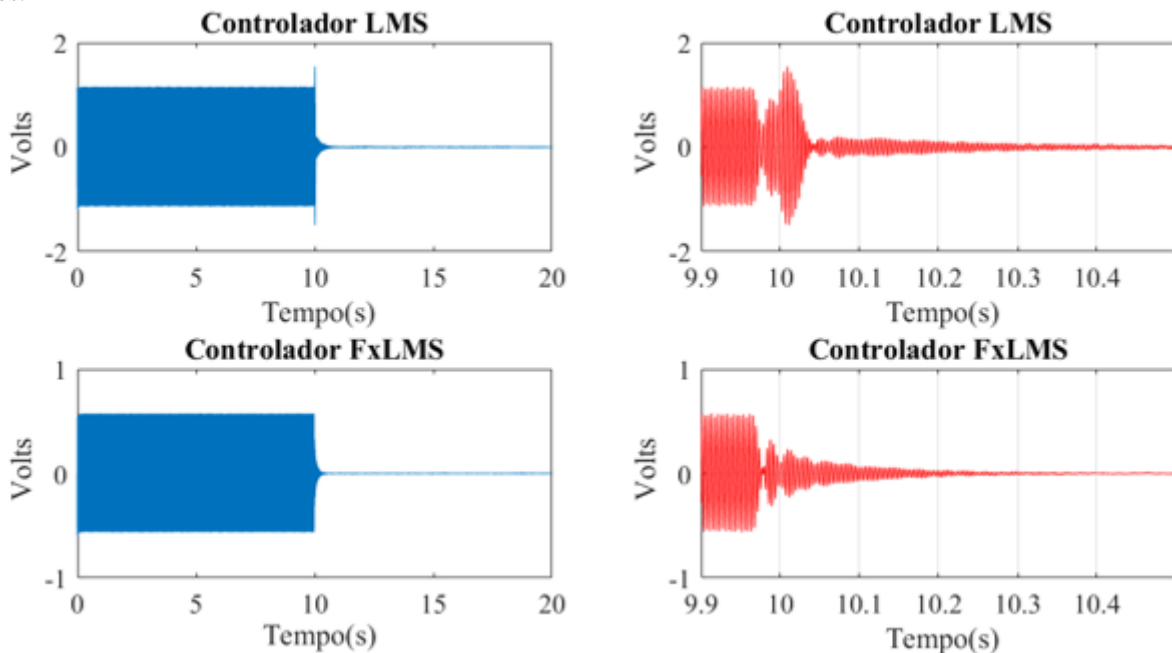 Controlador LMS
2
0
-2
Volts
0 5 10 15 20
Tempo(s)
Controlador LMS
2
0
-2
Volts
9.9 10 10.1 10.2 10.3 10.4
Tempo(s)
Controlador FxLMS
1
0
-1
Volts
0 5 10 15 20
Tempo(s)
Controlador FxLMS
1
0
-1
Volts
9.9 10 10.1 10.2 10.3 10.4
Tempo(s)